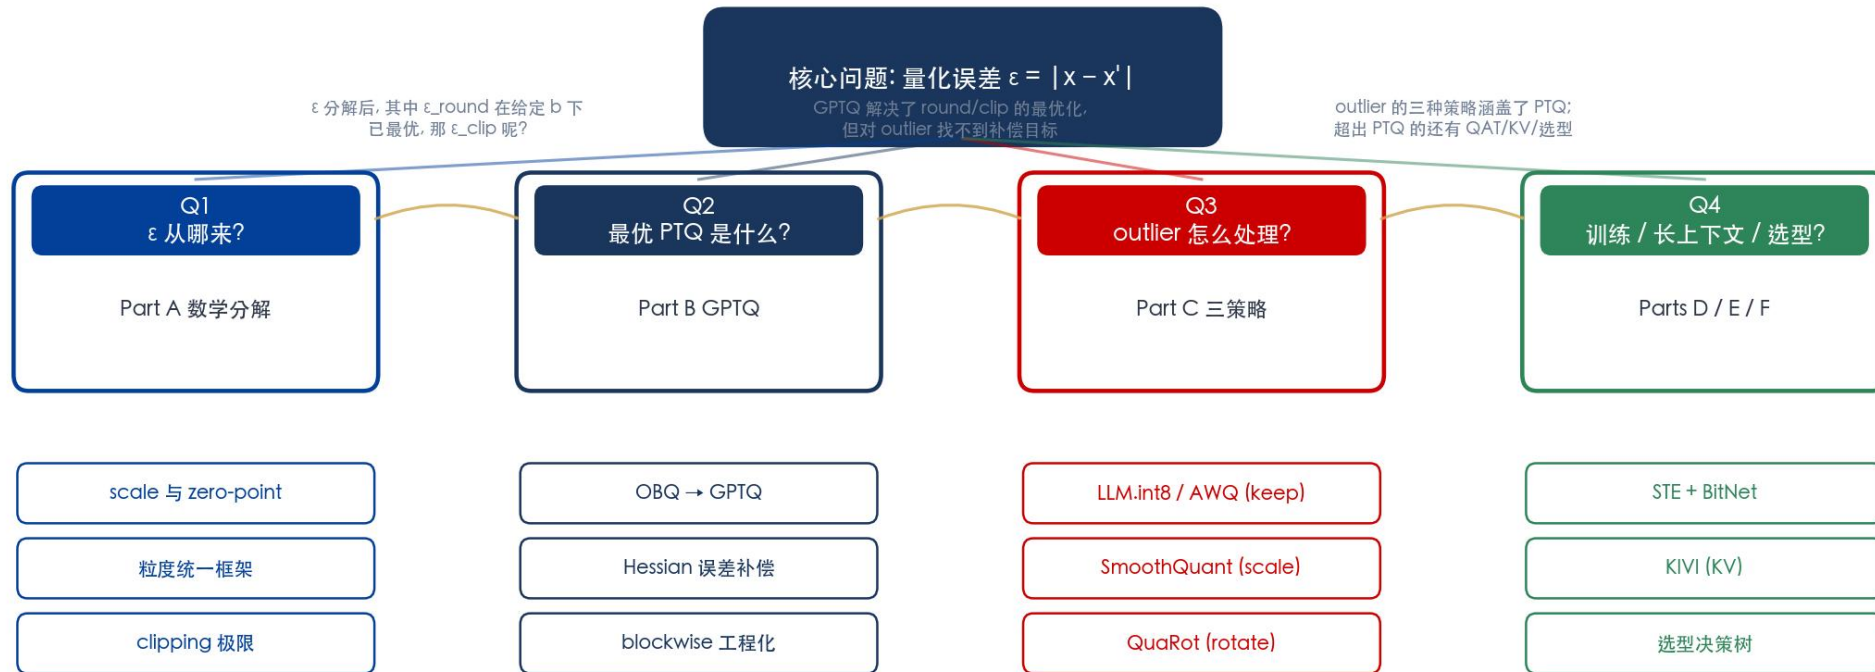 核心问题: 量化误差 ε = |x − x'|
ε 分解后, 其中 ε_round 在给定 b 下
已最优, 那 ε_clip 呢?
GPTQ 解决了 round/clip 的最优化,
但对 outlier 找不到补偿目标
outlier 的三种策略涵盖了 PTQ;
超出 PTQ 的还有 QAT/KV/选型
Q1
ε 从哪来?
Part A 数学分解
Q2
最优 PTQ 是什么?
Part B GPTQ
Q3
outlier 怎么处理?
Part C 三策略
Q4
训练 / 长上下文 / 选型?
Parts D / E / F
scale 与 zero-point
粒度统一框架
clipping 极限
OBQ → GPTQ
Hessian 误差补偿
blockwise 工程化
LLM.int8 / AWQ (keep)
SmoothQuant (scale)
QuaRot (rotate)
STE + BitNet
KIVI (KV)
选型决策树